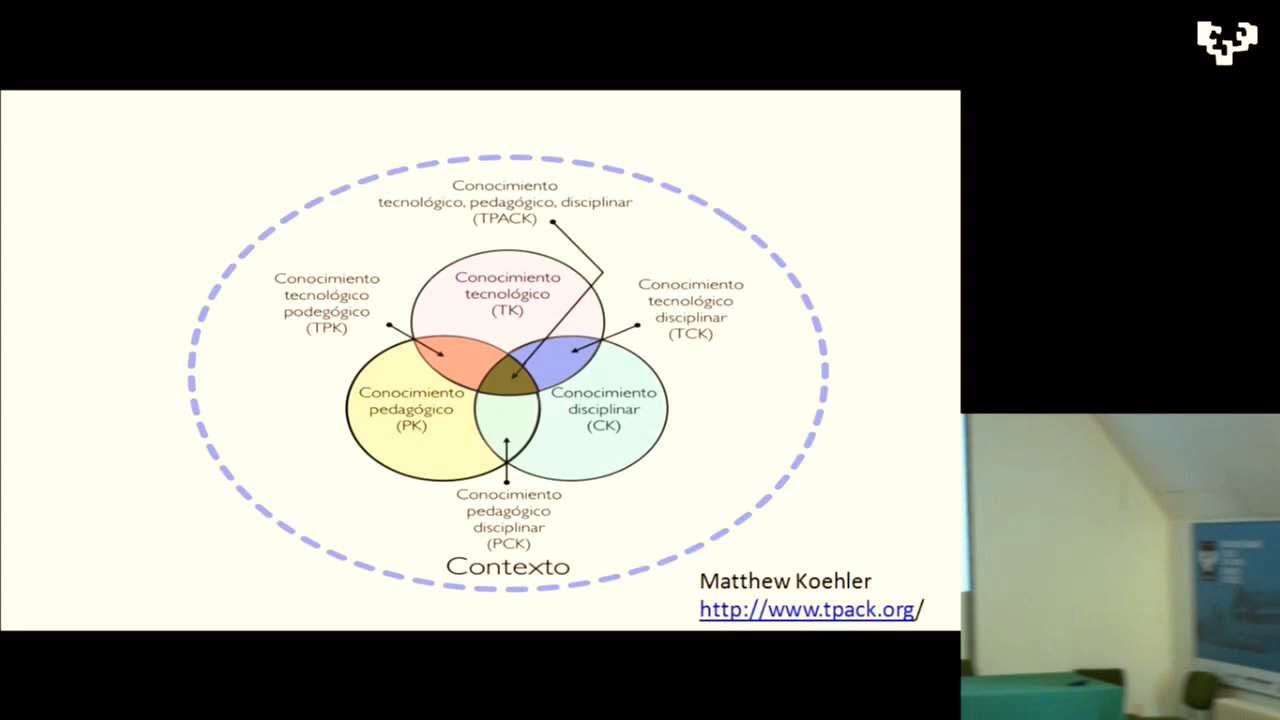 Conocimiento
tecnológico, pedagógico, disciplinar
(TPACK)
Conocimiento
tecnológico
podegógico
(TPK)
Conocimiento
tecnológico
(TK)
Conocimiento
tecnológico
disciplinar
(TCK)
Conocimiento
pedagógico
(PK)
Conocimiento
disciplinar
(CK)
Conocimiento
pedagógico
disciplinar
(PCK)
Contexto
Matthew Koehler
http://www.tpack.org/